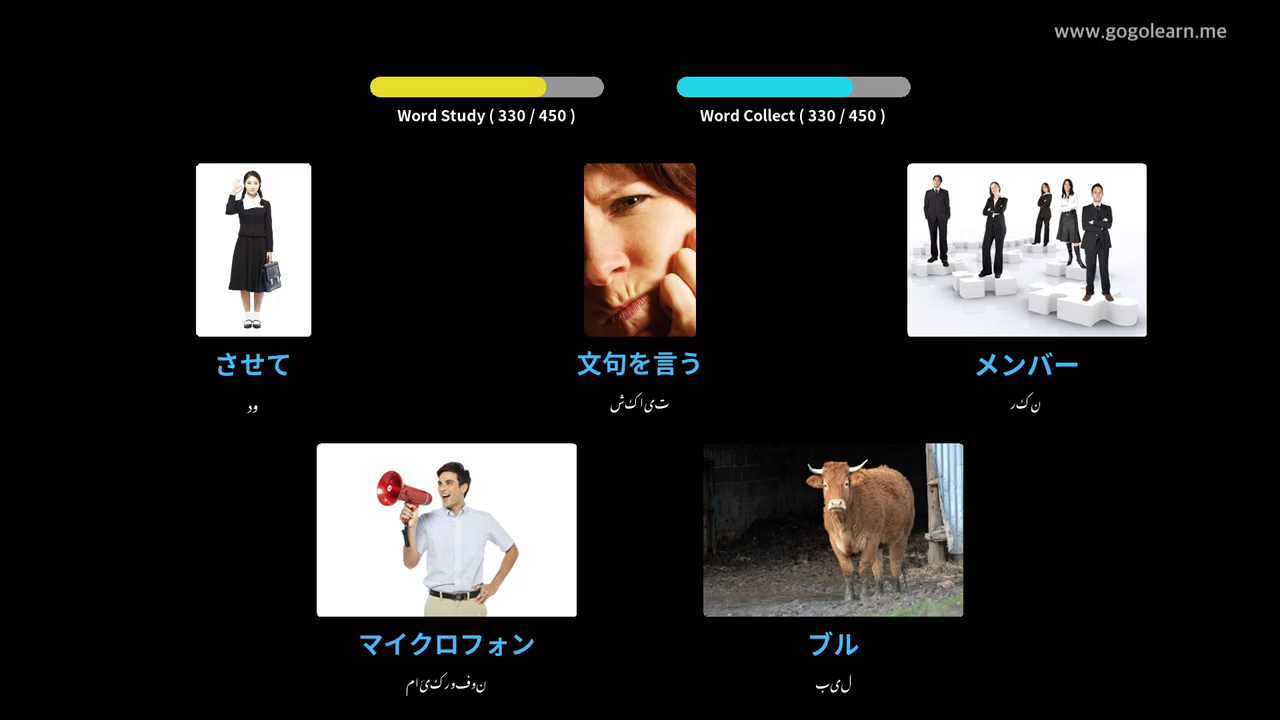 www.gogolearn.me
Word Study ( 330 / 450 )
Word Collect ( 330 / 450 )
させて
文句を言う
メンバー
ود
تیاکش
نکر
マイクロフォン
ブル
نوفورکیئام
لیب